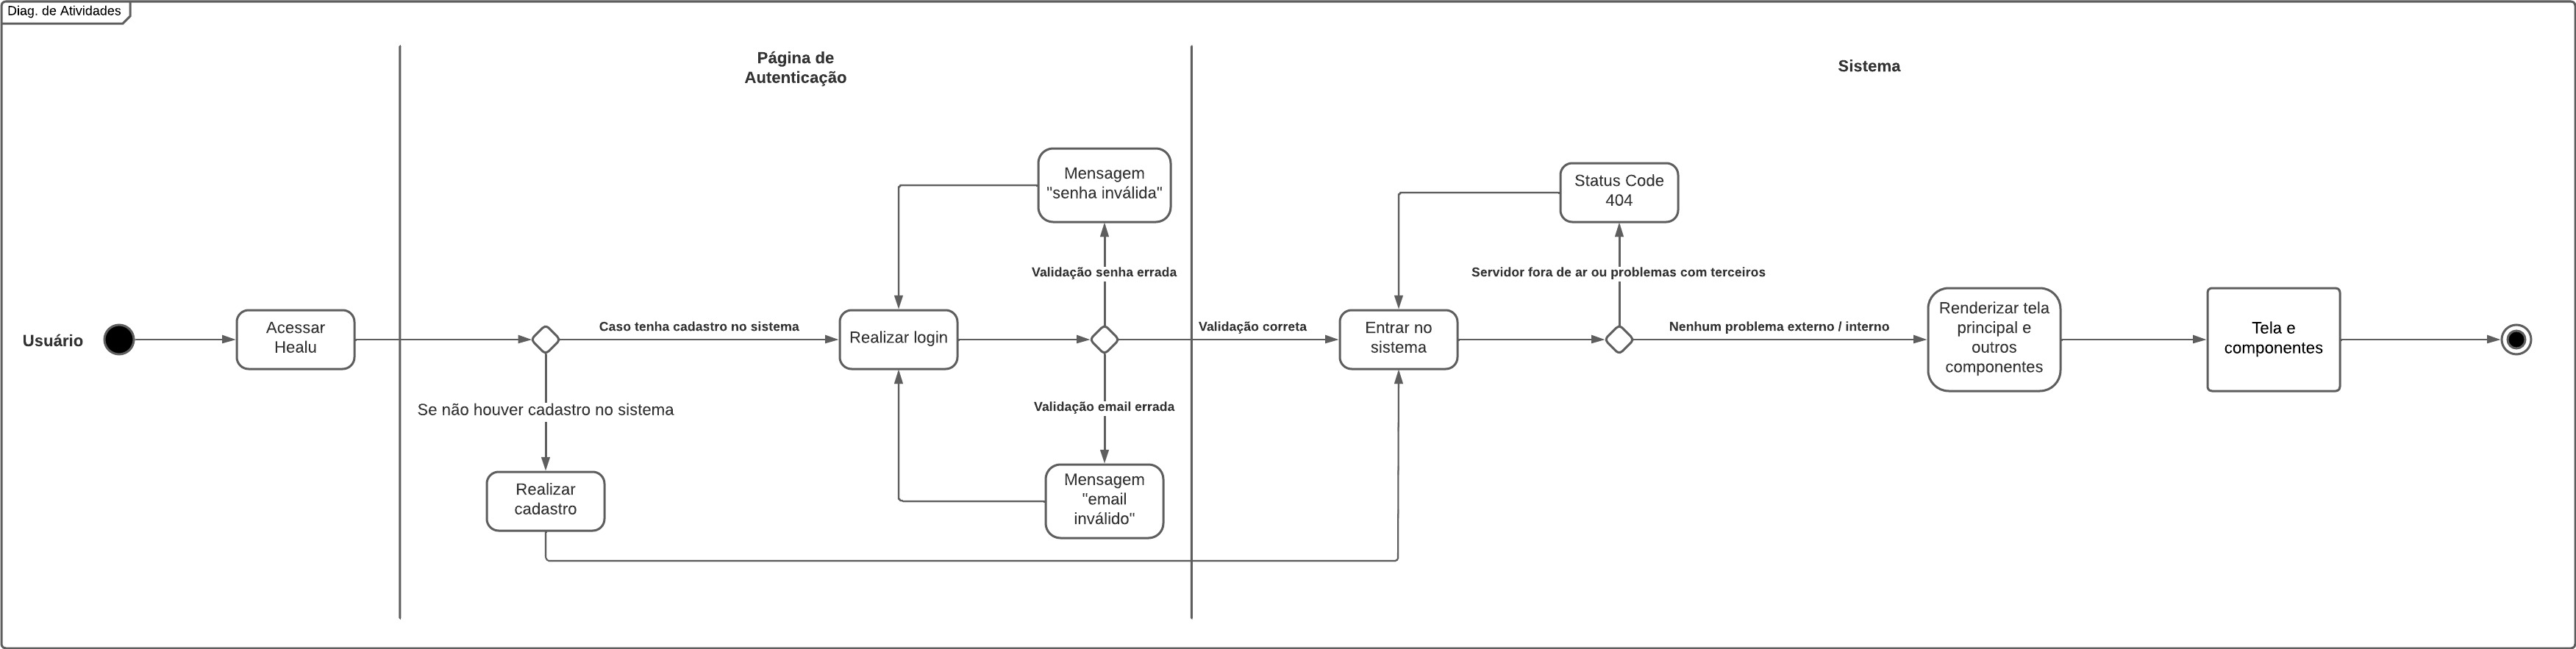 Diag. de Atividades
Página de
Autenticação
Sistema
Usuário
Acessar
Healu
Caso tenha cadastro no sistema
Se não houver cadastro no sistema
Realizar
cadastro
Realizar login
Mensagem
"senha inválida"
Validação senha errada
Validação email errada
Mensagem
"email
inválido"
Validação correta
Entrar no
sistema
Status Code
404
Servidor fora de ar ou problemas com terceiros
Nenhum problema externo / interno
Renderizar tela
principal e
outros
componentes
Tela e
componentes